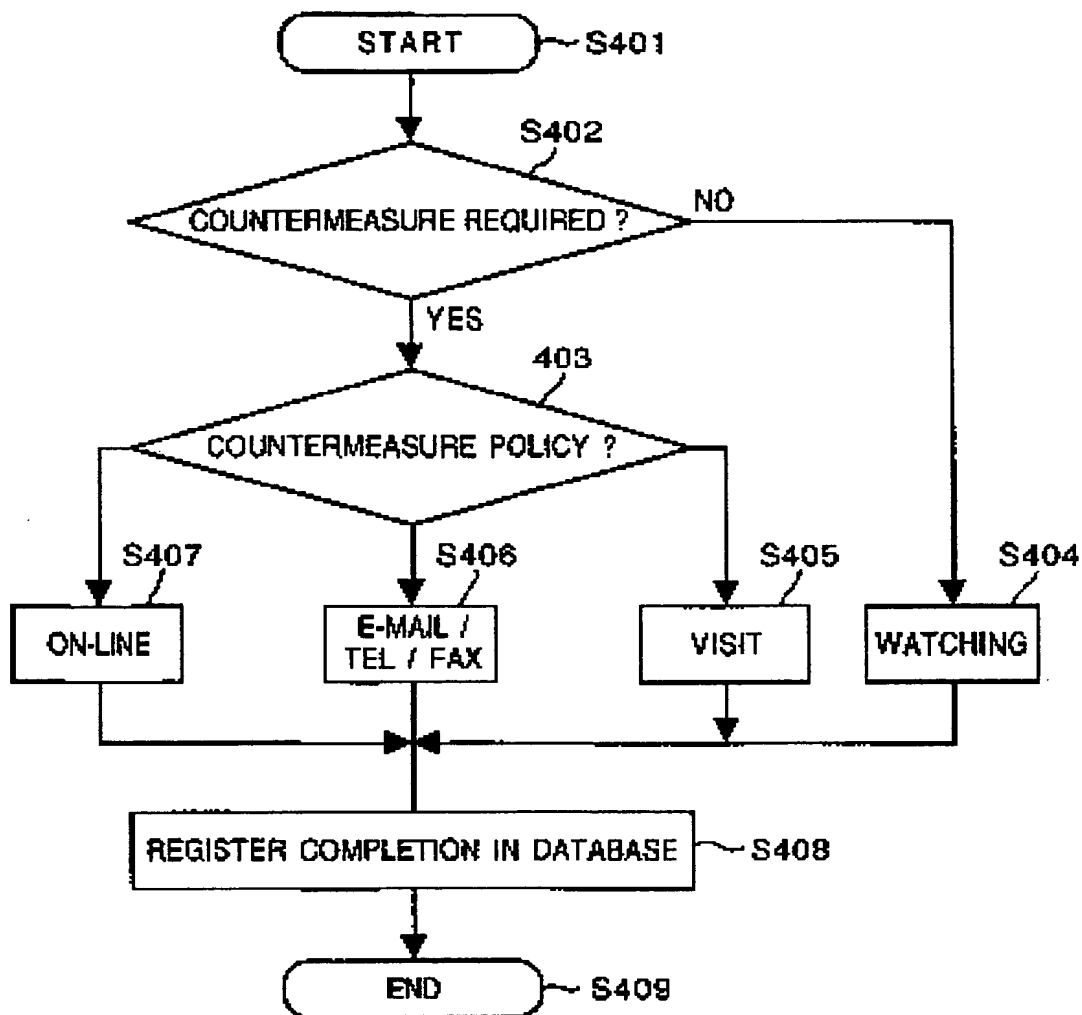 START
S401
S402
COUNTERMEASURE REQUIRED ?
NO
YES
403
COUNTERMEASURE POLICY ?
S407
S406
S405
S404
ON-LINE
E-MAIL /
TEL / FAX
VISIT
WATCHING
REGISTER COMPLETION IN DATABASE
S408
END
S409